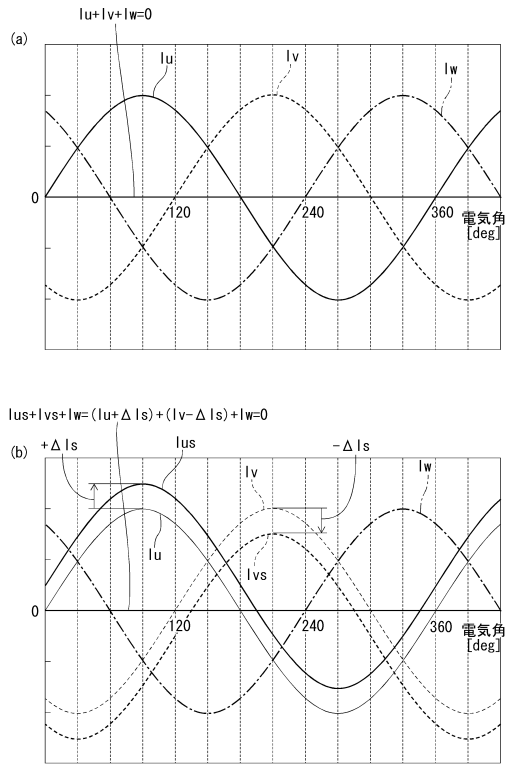 Iu+Iv+Iw=0
(a)
Iu
Iv
Iw
0
120
240
360
電気角
[deg]
Ius+Ivs+Iw=(Iu+ΔIs)+(Iv-ΔIs)+Iw=0
(b)
+ΔIs
Ius
Iv
-ΔIs
Iw
Iu
Ivs
0
120
240
360
電気角
[deg]